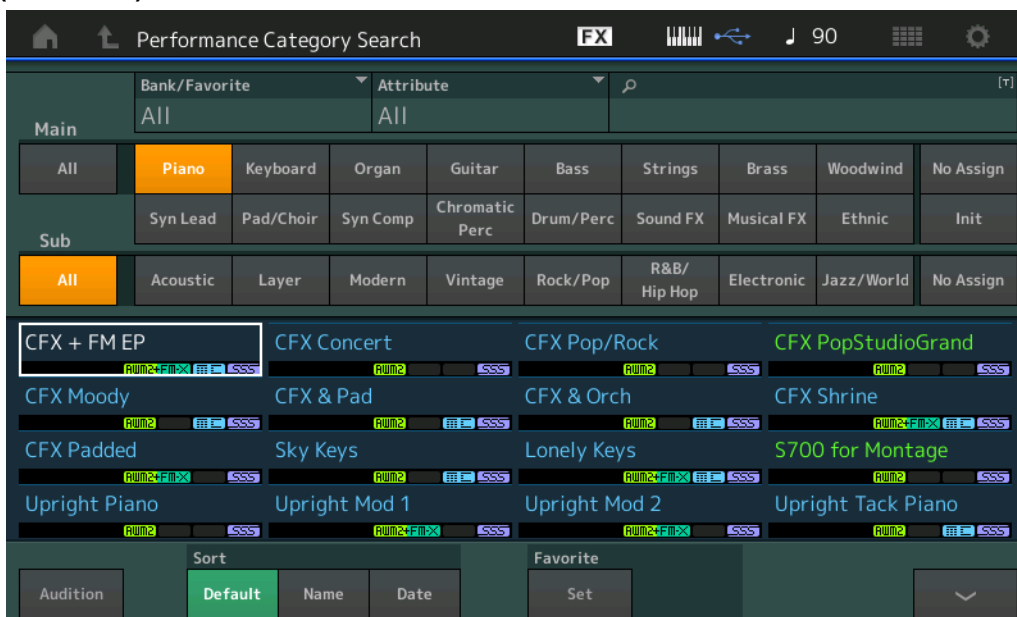 Performance Category Search FX 90
Bank/Favorite Attribute [T]
All All
Main
All Piano Keyboard Organ Guitar Bass Strings Brass Woodwind No Assign
Syn Lead Pad/Choir Syn Comp Chromatic Perc Drum/Perc Sound FX Musical FX Ethnic Init
Sub
All Acoustic Layer Modern Vintage Rock/Pop R&B/ Hip Hop Electronic Jazz/World No Assign
CFX + FM EP CFX Concert CFX Pop/Rock CFX PopStudioGrand
AWM2+FM-X SSS AWM2 SSS AWM2 SSS AWM2 SSS
CFX Moody CFX & Pad CFX & Orch CFX Shrine
AWM2 SSS AWM2 SSS AWM2 SSS AWM2+FM-X SSS
CFX Padded Sky Keys Lonely Keys S700 for Montage
AWM2+FM-X SSS AWM2 SSS AWM2+FM-X SSS AWM2 SSS
Upright Piano Upright Mod 1 Upright Mod 2 Upright Tack Piano
AWM2 SSS AWM2+FM-X SSS AWM2+FM-X SSS AWM2 SSS
Sort Favorite
Audition Default Name Date Set